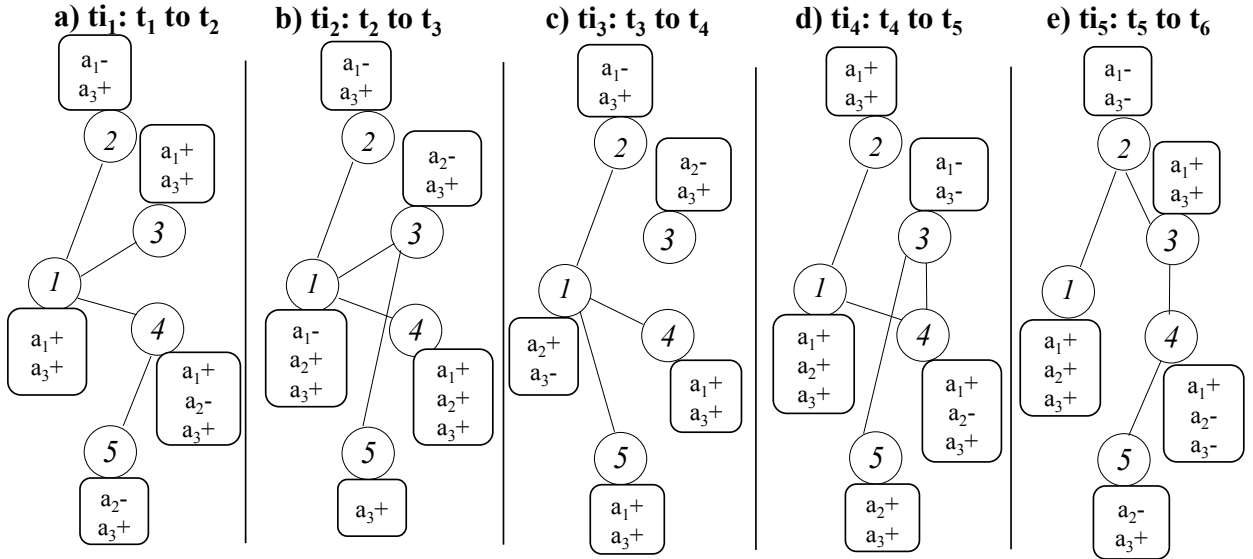 a) ti₁: t₁ to t₂
a₁-
a₃+
2
a₁+
a₃+
3
1
a₁+
a₃+
4
a₁+
a₂-
a₃+
5
a₂-
a₃+
b) ti₂: t₂ to t₃
a₁-
a₃+
2
a₂-
a₃+
3
1
a₁-
a₂+
a₃+
4
a₁+
a₂+
a₃+
5
a₃+
c) ti₃: t₃ to t₄
a₁-
a₃+
2
a₂-
a₃+
3
1
a₂+
a₃-
4
a₁+
a₃+
5
a₁+
a₃+
d) ti₄: t₄ to t₅
a₁+
a₃+
2
a₁-
a₃-
3
1
a₁+
a₂+
a₃+
4
a₁+
a₂-
a₃+
5
a₂+
a₃+
e) ti₅: t₅ to t₆
a₁-
a₃-
2
a₁+
a₃+
3
1
a₁+
a₂+
a₃+
4
a₁+
a₂-
a₃-
5
a₂-
a₃+